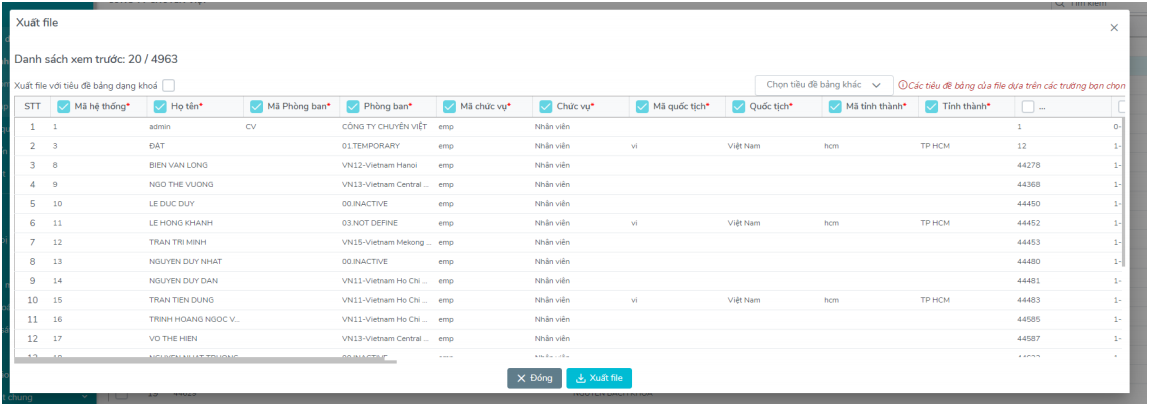 Xuất file
Danh sách xem trước: 20 / 4963
Xuất file với tiêu đề bảng dạng khoá
Chọn tiêu đề bảng khác
Các tiêu đề bảng của file dựa trên các trường bạn chọn
STT Mã hệ thống* Họ tên* Mã Phòng ban* Phòng ban* Mã chức vụ* Chức vụ* Mã quốc tịch* Quốc tịch* Mã tỉnh thành* Tỉnh thành* ...
1 1 admin CV CÔNG TY CHUYÊN VIỆT emp Nhân viên 1 0-
2 3 ĐẠT 01.TEMPORARY emp Nhân viên vi Việt Nam hcm TP HCM 12 1-
3 8 BIEN VAN LONG VN12-Vietnam Hanoi emp Nhân viên 44278 1-
4 9 NGO THE VUONG VN13-Vietnam Central ... emp Nhân viên 44368 1-
5 10 LE DUC DUY 00.INACTIVE emp Nhân viên 44450 1-
6 11 LE HONG KHANH 03.NOT DEFINE emp Nhân viên vi Việt Nam hcm TP HCM 44452 1-
7 12 TRAN TRI MINH VN15-Vietnam Mekong ... emp Nhân viên 44453 1-
8 13 NGUYEN DUY NHAT 00.INACTIVE emp Nhân viên 44480 1-
9 14 NGUYEN DUY DAN VN11-Vietnam Ho Chi ... emp Nhân viên 44481 1-
10 15 TRAN TIEN DUNG VN11-Vietnam Ho Chi ... emp Nhân viên vi Việt Nam hcm TP HCM 44483 1-
11 16 TRINH HOANG NGOC V... VN11-Vietnam Ho Chi ... emp Nhân viên 44585 1-
12 17 VO THE HIEN VN13-Vietnam Central ... emp Nhân viên 44587 1-
Đóng
Xuất file